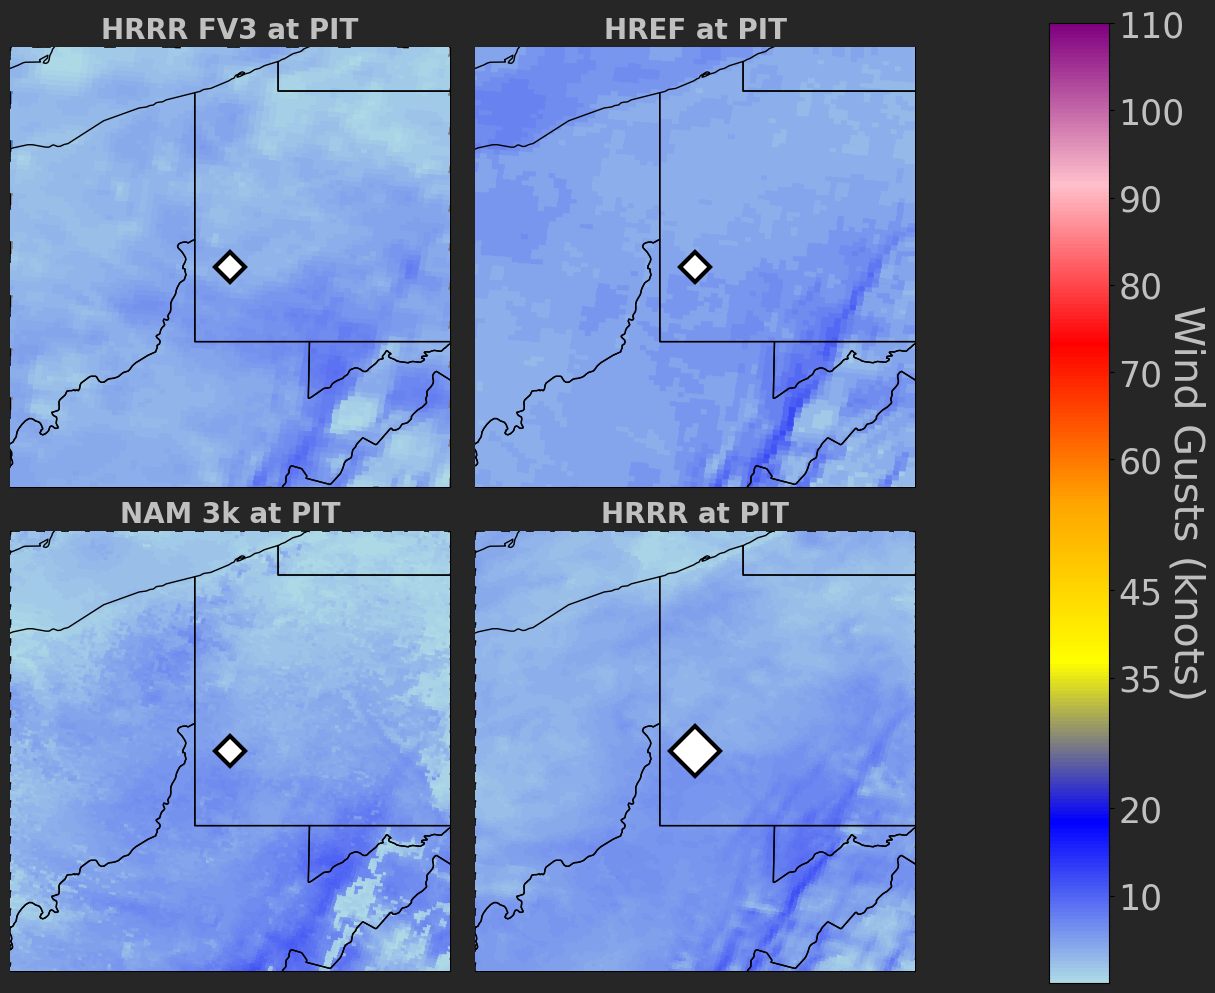 HRRR FV3 at PIT
HREF at PIT
NAM 3k at PIT
HRRR at PIT
110
100
90
80
70
60
45
35
20
10
Wind Gusts (knots)